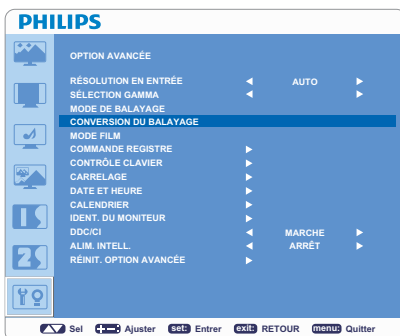 PHILIPS
OPTION AVANCÉE
RÉSOLUTION EN ENTRÉE AUTO
SÉLECTION GAMMA
MODE DE BALAYAGE
CONVERSION DU BALAYAGE
MODE FILM
COMMANDE REGISTRE
CONTRÔLE CLAVIER
CARRELAGE
DATE ET HEURE
CALENDRIER
IDENT. DU MONITEUR
DDC/CI MARCHE
ALIM. INTELL. ARRÊT
RÉINIT. OPTION AVANCÉE
1
2
Sel Ajuster set: Entrer exit: RETOUR menu: Quitter